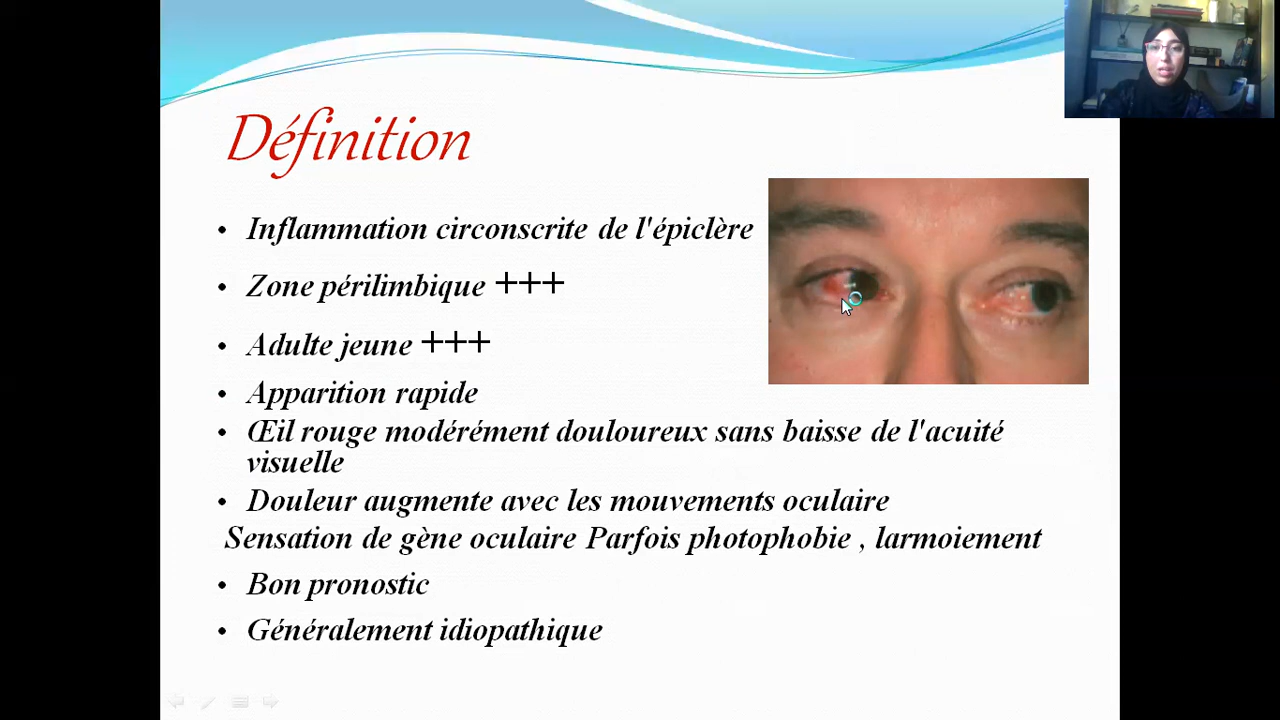 Définition
• Inflammation circonscrite de l'épiclère
• Zone périlimbique +++
• Adulte jeune +++
• Apparition rapide
• Œil rouge modérément douloureux sans baisse de l'acuité
visuelle
• Douleur augmente avec les mouvements oculaire
Sensation de gène oculaire Parfois photophobie , larmoiement
• Bon pronostic
• Généralement idiopathique